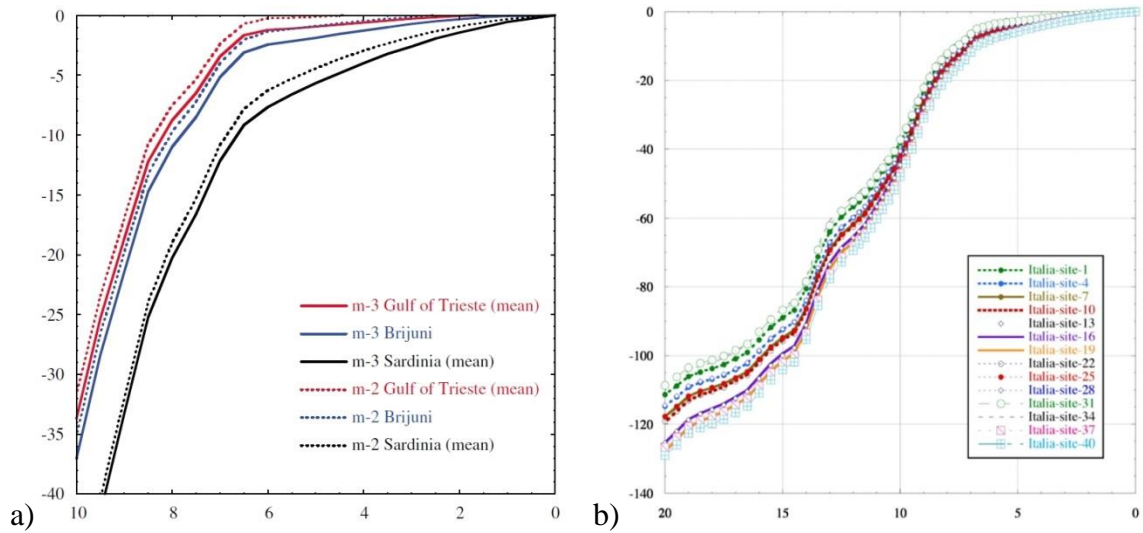 0
-5
-10
-15
-20
-25
-30
-35
-40
10
8
6
4
2
0
m-3 Gulf of Trieste (mean)
m-3 Brijuni
m-3 Sardinia (mean)
m-2 Gulf of Trieste (mean)
m-2 Brijuni
m-2 Sardinia (mean)
a)
0
-20
-40
-60
-80
-100
-120
-140
20
15
10
5
0
Italia-site-1
Italia-site-4
Italia-site-7
Italia-site-10
Italia-site-13
Italia-site-16
Italia-site-19
Italia-site-22
Italia-site-25
Italia-site-28
Italia-site-31
Italia-site-34
Italia-site-37
Italia-site-40
b)